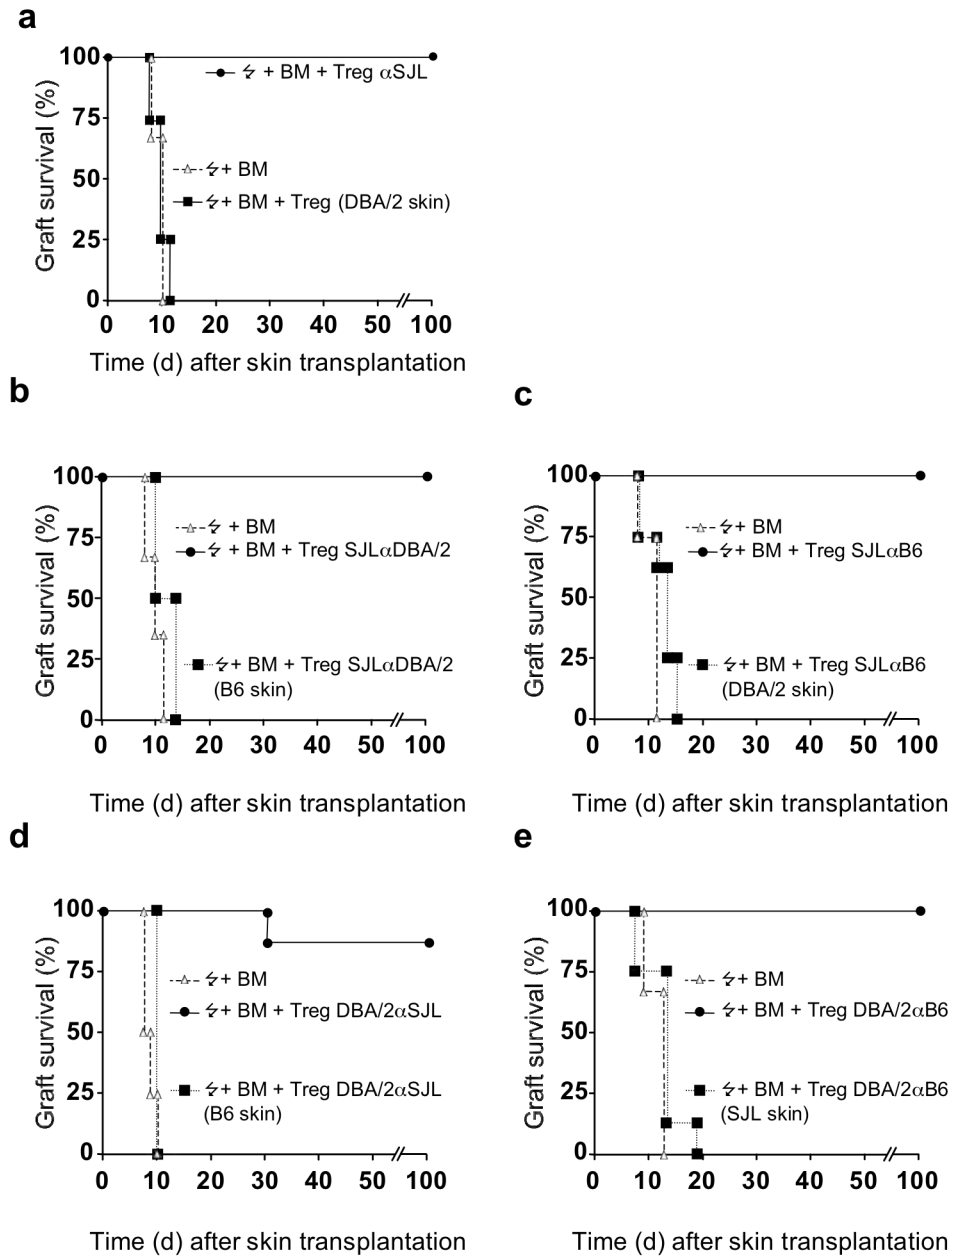 a
Graft survival (%)
100
75
50
25
0
↯ + BM + Treg αSJL
↯+ BM
↯+ BM + Treg (DBA/2 skin)
0 10 20 30 40 50 100
Time (d) after skin transplantation
b
Graft survival (%)
100
75
50
25
0
↯ + BM
↯ + BM + Treg SJLαDBA/2
↯+ BM + Treg SJLαDBA/2
(B6 skin)
0 10 20 30 40 50 100
Time (d) after skin transplantation
c
Graft survival (%)
100
75
50
25
0
↯+ BM
↯+ BM + Treg SJLαB6
↯+ BM + Treg SJLαB6
(DBA/2 skin)
0 10 20 30 40 50 100
Time (d) after skin transplantation
d
Graft survival (%)
100
75
50
25
0
↯+ BM
↯+ BM + Treg DBA/2αSJL
↯+ BM + Treg DBA/2αSJL
(B6 skin)
0 10 20 30 40 50 100
Time (d) after skin transplantation
e
Graft survival (%)
100
75
50
25
0
↯+ BM
↯+ BM + Treg DBA/2αB6
↯+ BM + Treg DBA/2αB6
(SJL skin)
0 10 20 30 40 50 100
Time (d) after skin transplantation